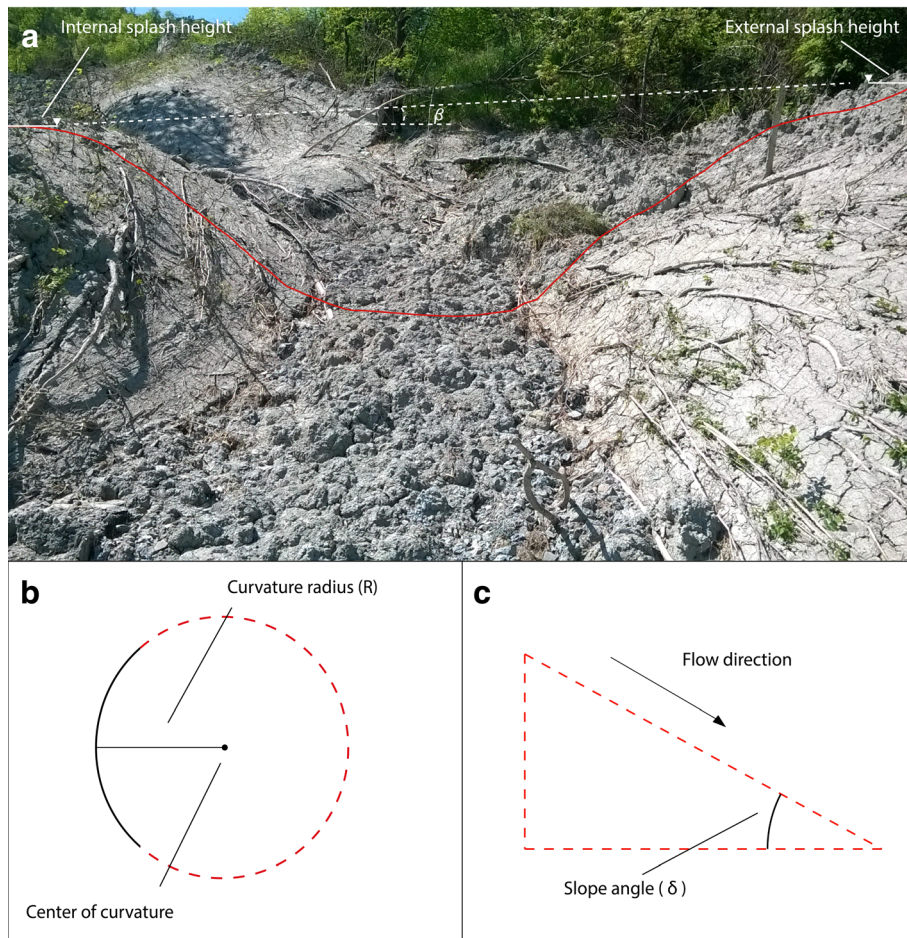 a
Internal splash height
External splash height
β
b
Curvature radius (R)
Center of curvature
c
Flow direction
Slope angle ( δ )